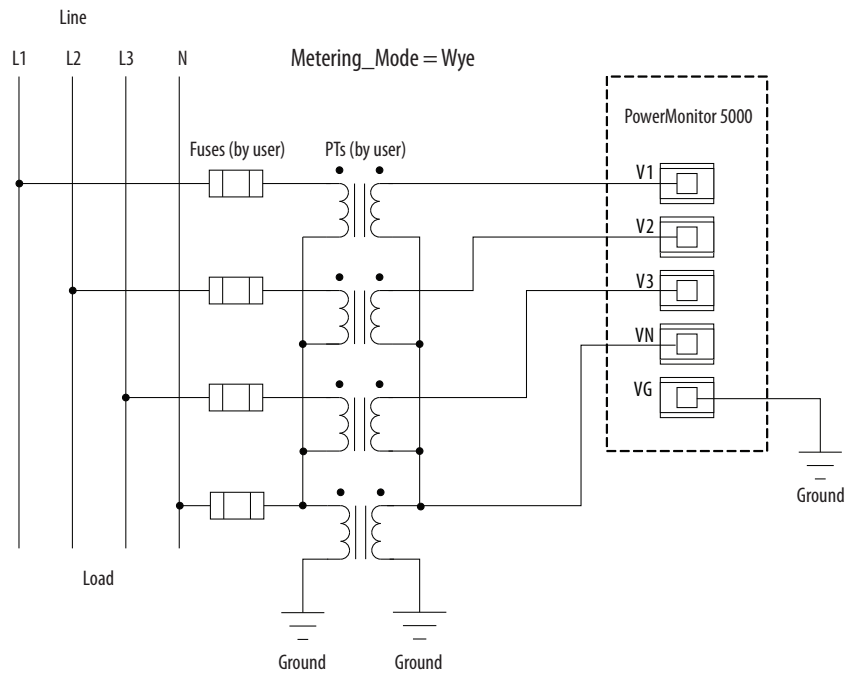 Line
L1 L2 L3 N
Metering_Mode = Wye
PowerMonitor 5000
Fuses (by user) PTs (by user)
V1
V2
V3
VN
VG
Ground
Load
Ground Ground